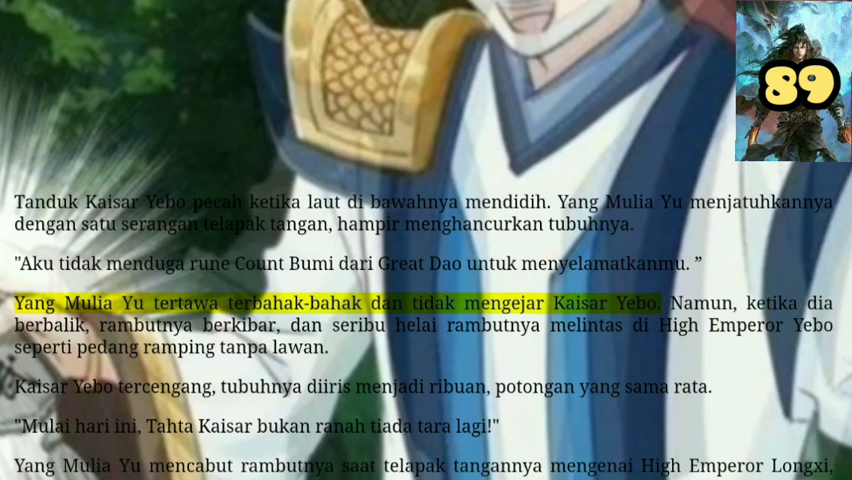 89
Tanduk Kaisar Yebo pecah ketika laut di bawahnya mendidih. Yang Mulia Yu menjatuhkannya
dengan satu serangan telapak tangan, hampir menghancurkan tubuhnya.
"Aku tidak menduga rune Count Bumi dari Great Dao untuk menyelamatkanmu. ”
Yang Mulia Yu tertawa terbahak-bahak dan tidak mengejar Kaisar Yebo. Namun, ketika dia
berbalik, rambutnya berkibar, dan seribu helai rambutnya melintas di High Emperor Yebo
seperti pedang ramping tanpa lawan.
Kaisar Yebo tercengang, tubuhnya diiris menjadi ribuan, potongan yang sama rata.
"Mulai hari ini, Tahta Kaisar bukan ranah tiada tara lagi!"
Yang Mulia Yu mencabut rambutnya saat telapak tangannya mengenai High Emperor Longxi,